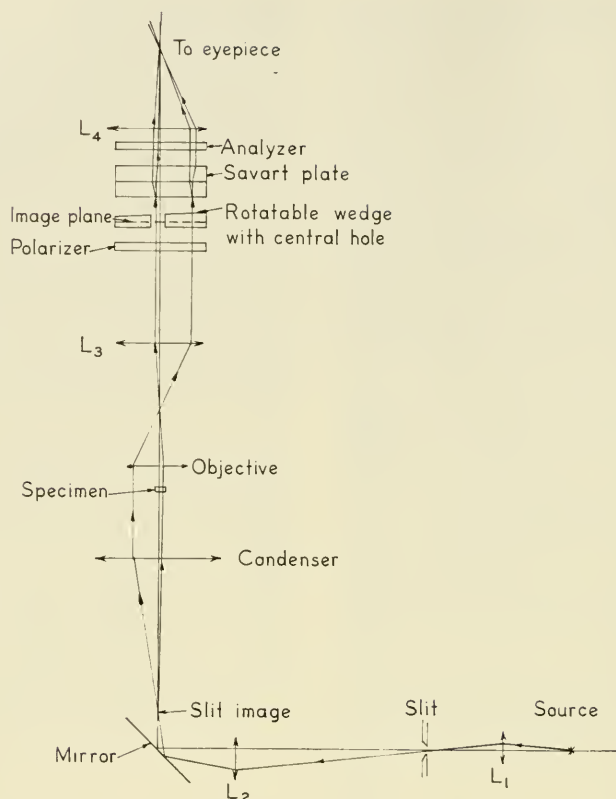 To eyepiece
L4
Analyzer
Savart plate
Image plane
Rotatable wedge
with central hole
Polarizer
L3
Objective
Specimen
Condenser
Slit image
Slit
Source
Mirror
L2
L1